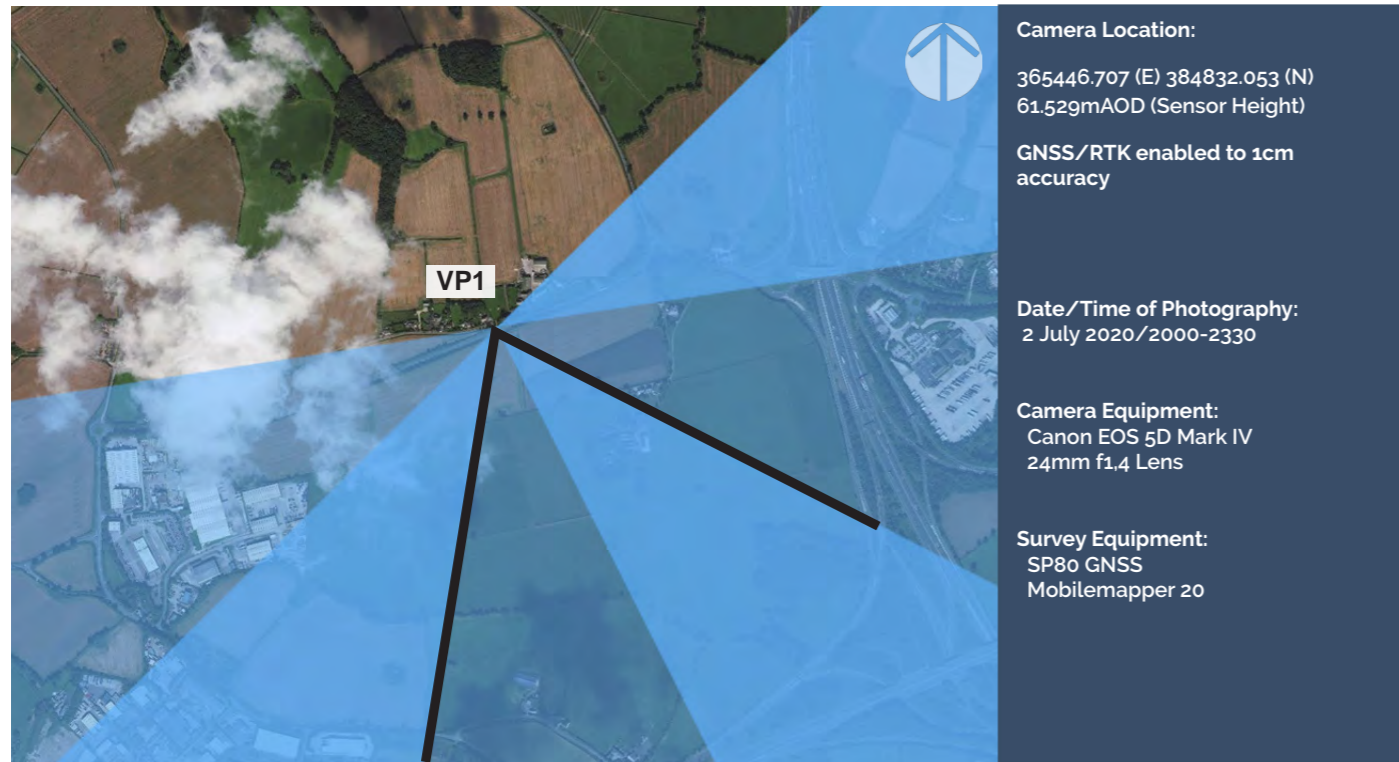 VP1
Camera Location:
365446.707 (E) 384832.053 (N)
61.529mAOD (Sensor Height)
GNSS/RTK enabled to 1cm
accuracy
Date/Time of Photography:
2 July 2020/2000-2330
Camera Equipment:
Canon EOS 5D Mark IV
24mm f1,4 Lens
Survey Equipment:
SP80 GNSS
Mobilemapper 20